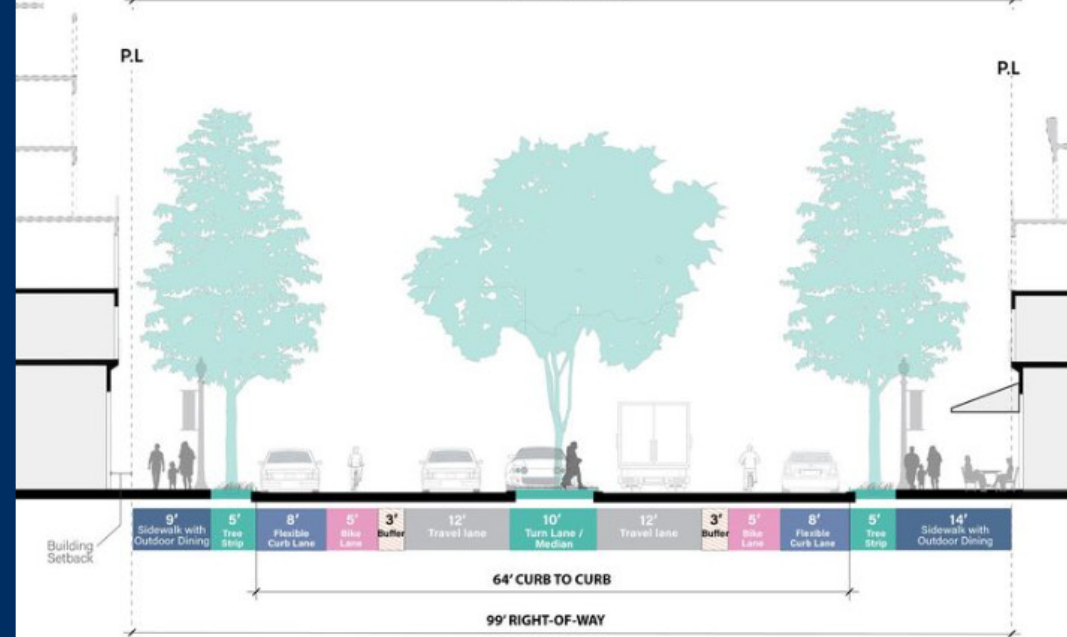 P.L
P.L
9'
Sidewalk with
Outdoor Dining
5'
Tree
Strip
8'
Flexible
Curb Lane
5'
Bike
Lane
3'
Buffer
12'
Travel lane
10'
Turn Lane /
Median
12'
Travel lane
3'
Buffer
5'
Bike
Lane
8'
Flexible
Curb Lane
5'
Tree
Strip
14'
Sidewalk with
Outdoor Dining
Building
Setback
64' CURB TO CURB
99' RIGHT-OF-WAY